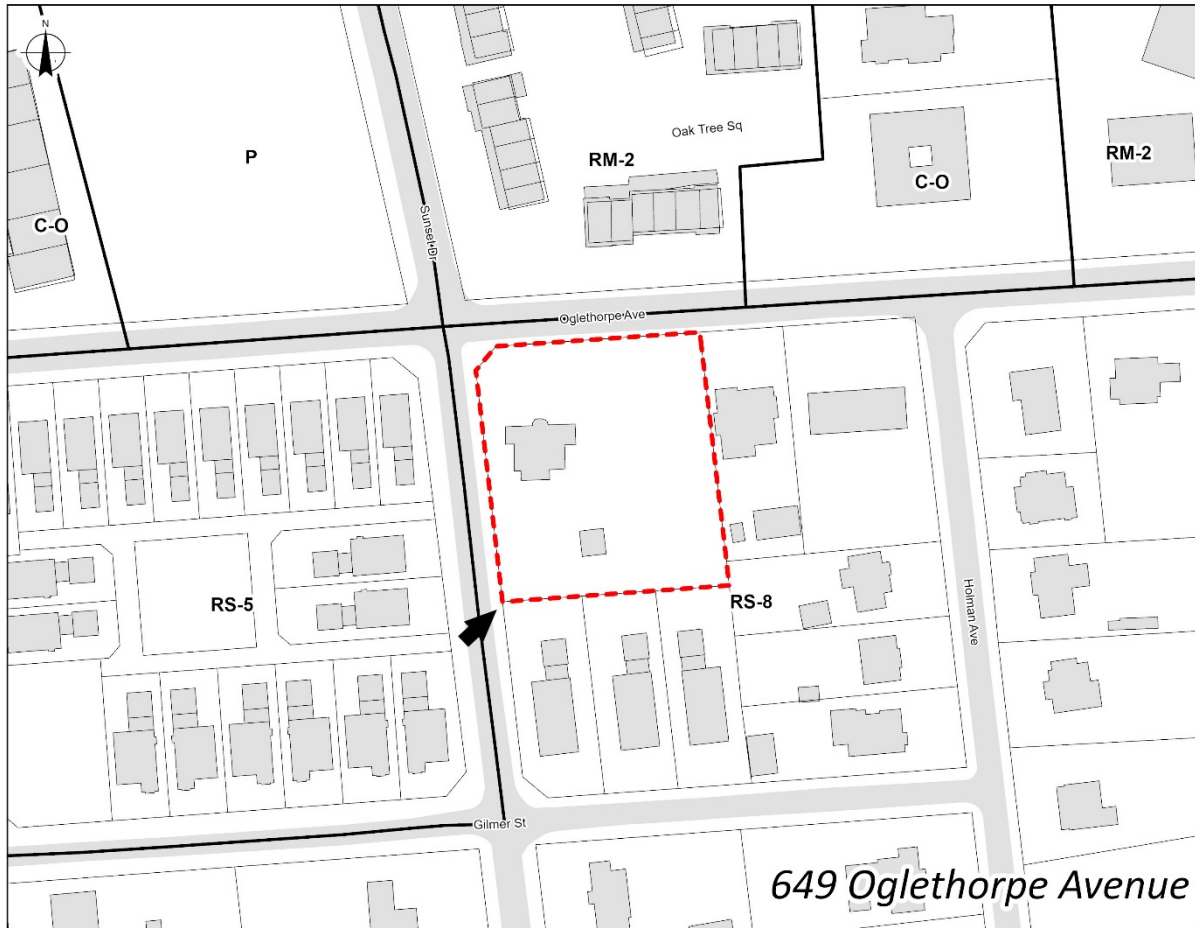 N
P
Oak Tree Sq
RM-2
RM-2
C-O
C-O
Sunset Dr
Oglethorpe Ave
RS-5
RS-8
Holman Ave
Gilmer St
649 Oglethorpe Avenue